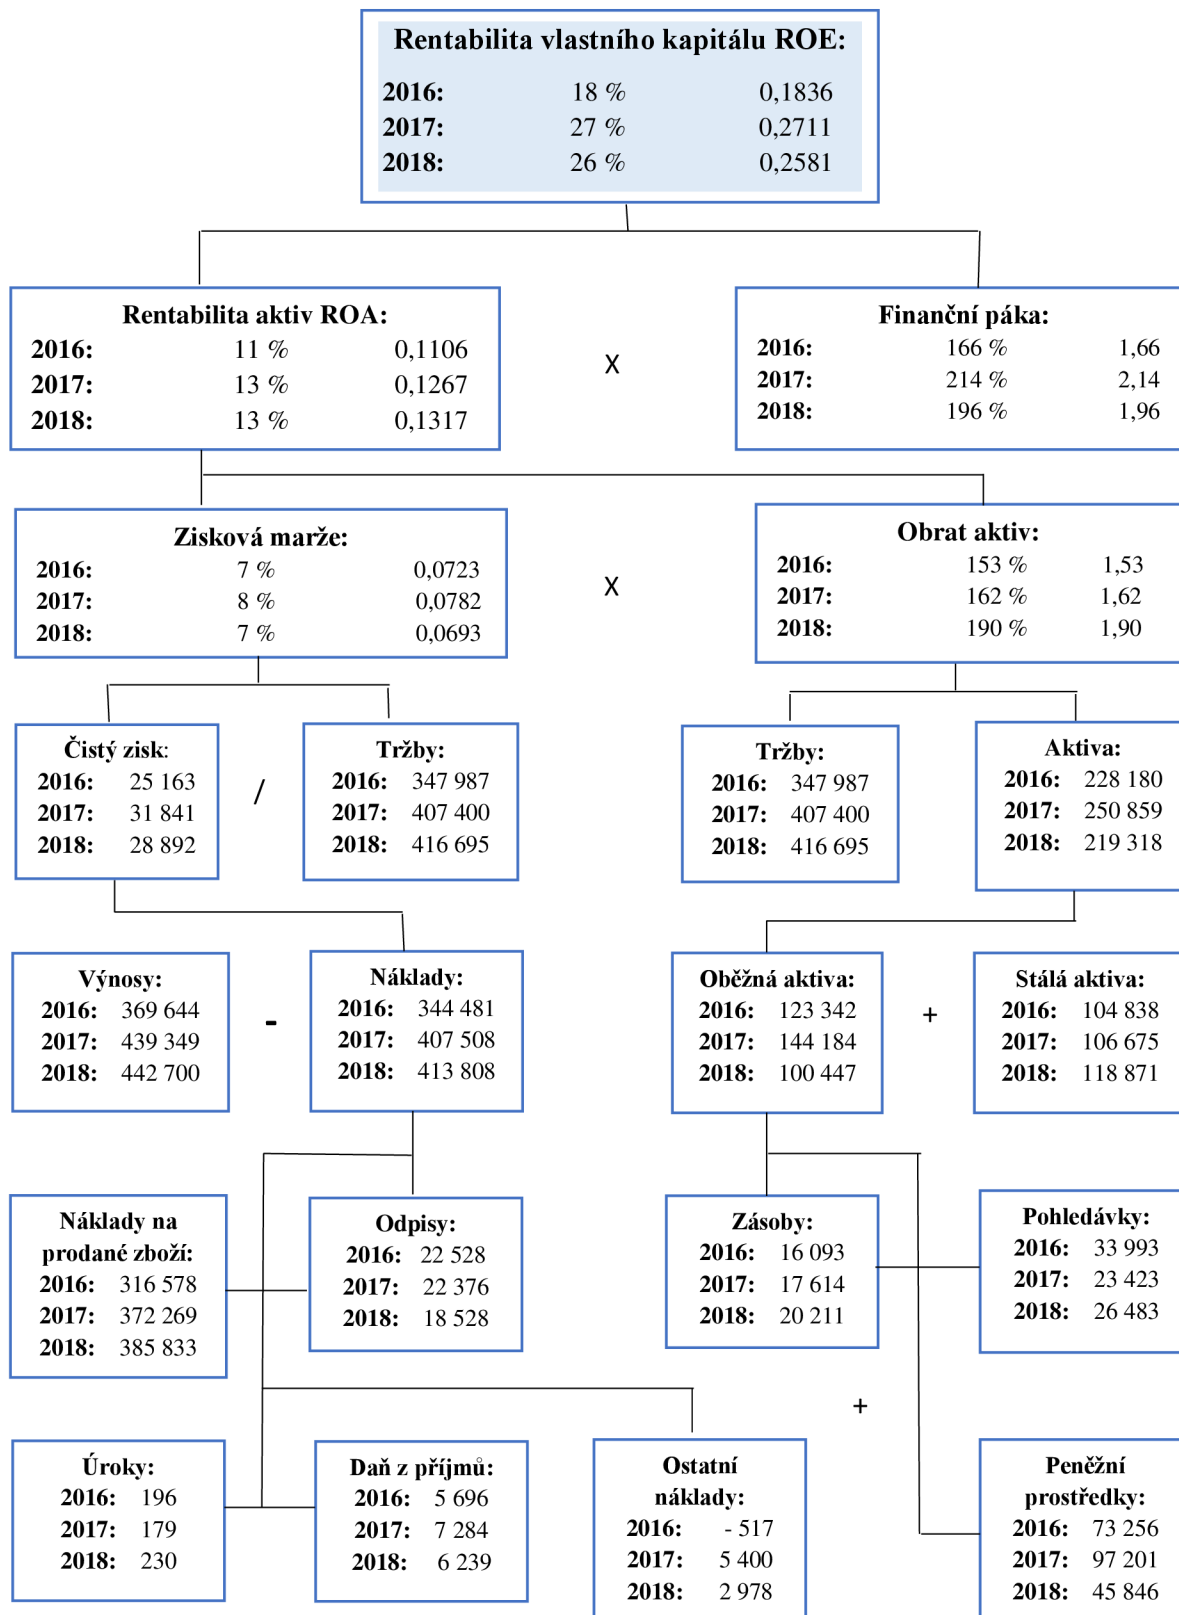 Rentabilita vlastního kapitálu ROE:
2016: 18 % 0,1836
2017: 27 % 0,2711
2018: 26 % 0,2581
Rentabilita aktiv ROA:
2016: 11 % 0,1106
2017: 13 % 0,1267
2018: 13 % 0,1317
X
Finanční páka:
2016: 166 % 1,66
2017: 214 % 2,14
2018: 196 % 1,96
Zisková marže:
2016: 7 % 0,0723
2017: 8 % 0,0782
2018: 7 % 0,0693
X
Obrat aktiv:
2016: 153 % 1,53
2017: 162 % 1,62
2018: 190 % 1,90
Čistý zisk:
2016: 25 163
2017: 31 841
2018: 28 892
/
Tržby:
2016: 347 987
2017: 407 400
2018: 416 695
Tržby:
2016: 347 987
2017: 407 400
2018: 416 695
Aktiva:
2016: 228 180
2017: 250 859
2018: 219 318
Výnosy:
2016: 369 644
2017: 439 349
2018: 442 700
-
Náklady:
2016: 344 481
2017: 407 508
2018: 413 808
Oběžná aktiva:
2016: 123 342
2017: 144 184
2018: 100 447
+
Stálá aktiva:
2016: 104 838
2017: 106 675
2018: 118 871
Náklady na
prodané zboží:
2016: 316 578
2017: 372 269
2018: 385 833
Odpisy:
2016: 22 528
2017: 22 376
2018: 18 528
Zásoby:
2016: 16 093
2017: 17 614
2018: 20 211
Pohledávky:
2016: 33 993
2017: 23 423
2018: 26 483
+
Úroky:
2016: 196
2017: 179
2018: 230
Daň z příjmů:
2016: 5 696
2017: 7 284
2018: 6 239
Ostatní
náklady:
2016: - 517
2017: 5 400
2018: 2 978
Peněžní
prostředky:
2016: 73 256
2017: 97 201
2018: 45 846